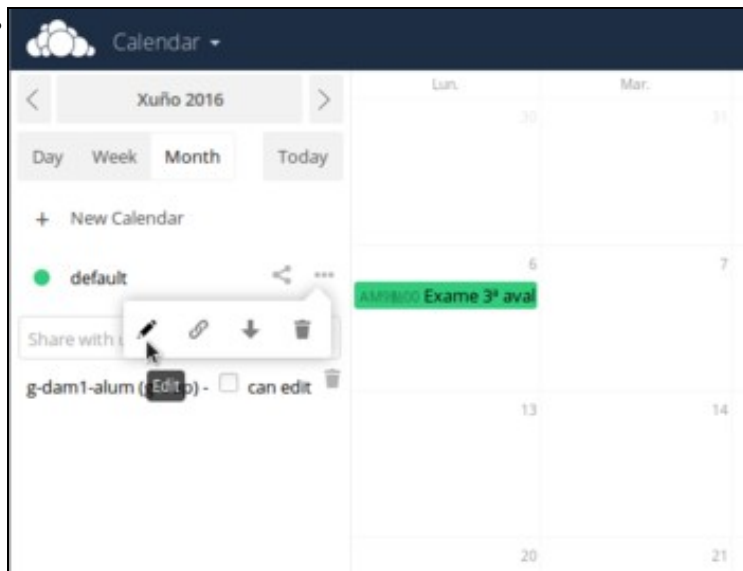 Calendar
Xuño 2016
Day Week Month Today
+ New Calendar
default
Share with
Edit
g-dam1-alum ( p) - can edit
Lun. Mar.
30 31
6 7
Exame 3ª aval
13 14
20 21